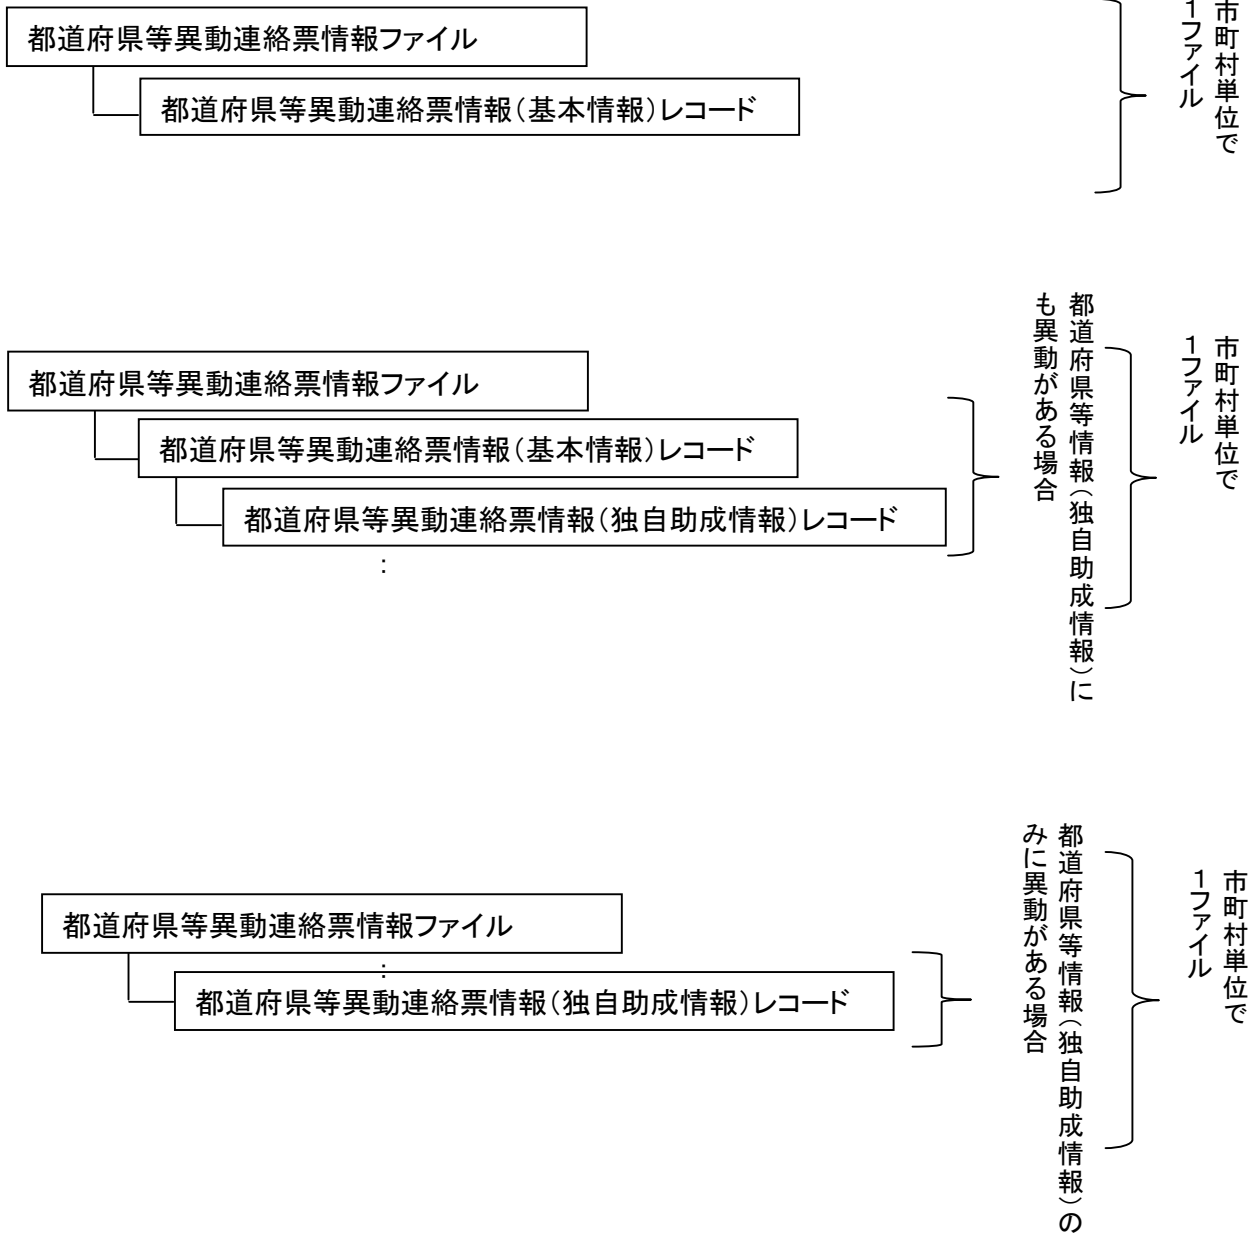 都道府県等異動連絡票情報ファイル
都道府県等異動連絡票情報（基本情報）レコード
市町村単位で
１ファイル
都道府県等異動連絡票情報ファイル
都道府県等異動連絡票情報（基本情報）レコード
都道府県等異動連絡票情報（独自助成情報）レコード
：
都道府県等情報（独自助成情報）に
も異動がある場合
市町村単位で
１ファイル
都道府県等異動連絡票情報ファイル
：
都道府県等異動連絡票情報（独自助成情報）レコード
都道府県等情報（独自助成情報）の
みに異動がある場合
市町村単位で
１ファイル